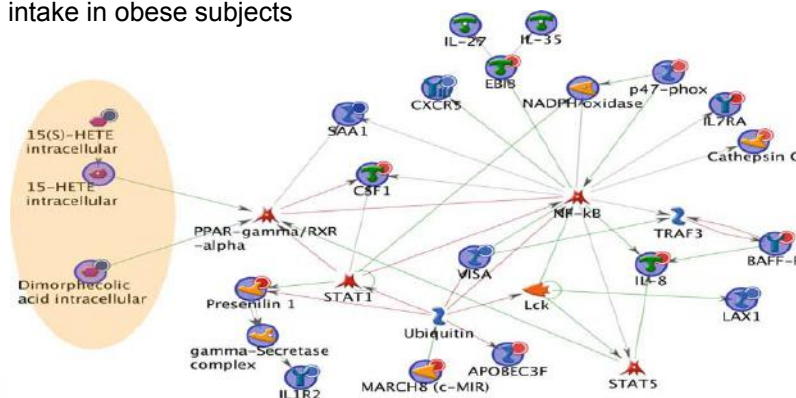 intake in obese subjects
IL-27
IL-35
EBI3
CXCR5
NADPH oxidase
p47-phox
IL7RA
Cathepsin
SAA1
15(S)-HETE
intracellular
15-HETE
intracellular
CSF1
PPAR-gamma/RXR
-alpha
NF-kB
TRAF3
BAFF-
VISA
IL-8
Dimorphecolic
acid intracellular
Presenilin 1
STAT1
Lck
LAX1
Ubiquitin
gamma-Secretase
complex
APOBEC3F
MARCH8 (c-MIR)
STAT5
IL1R2